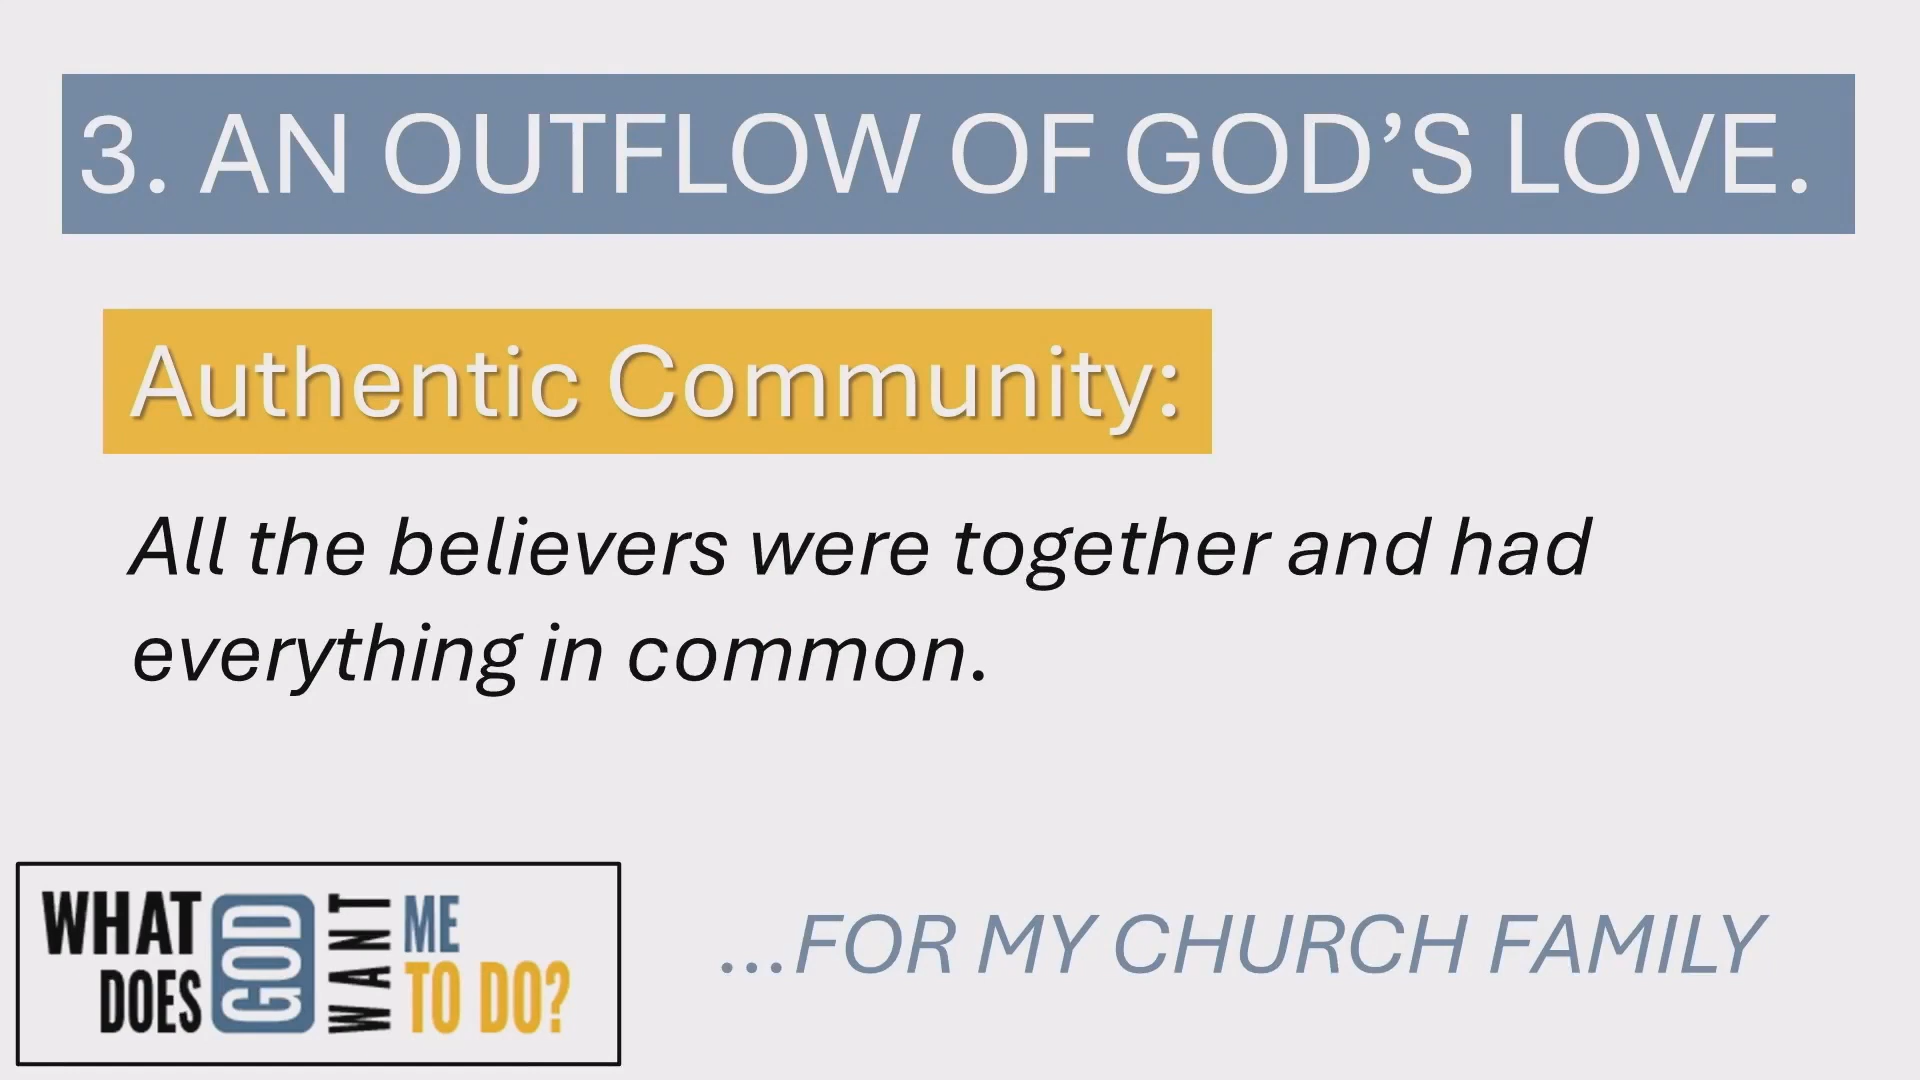 3. AN OUTFLOW OF GOD’S LOVE.
Authentic Community:
All the believers were together and had
everything in common.
WHAT DOES GOD WANT ME TO DO?
...FOR MY CHURCH FAMILY